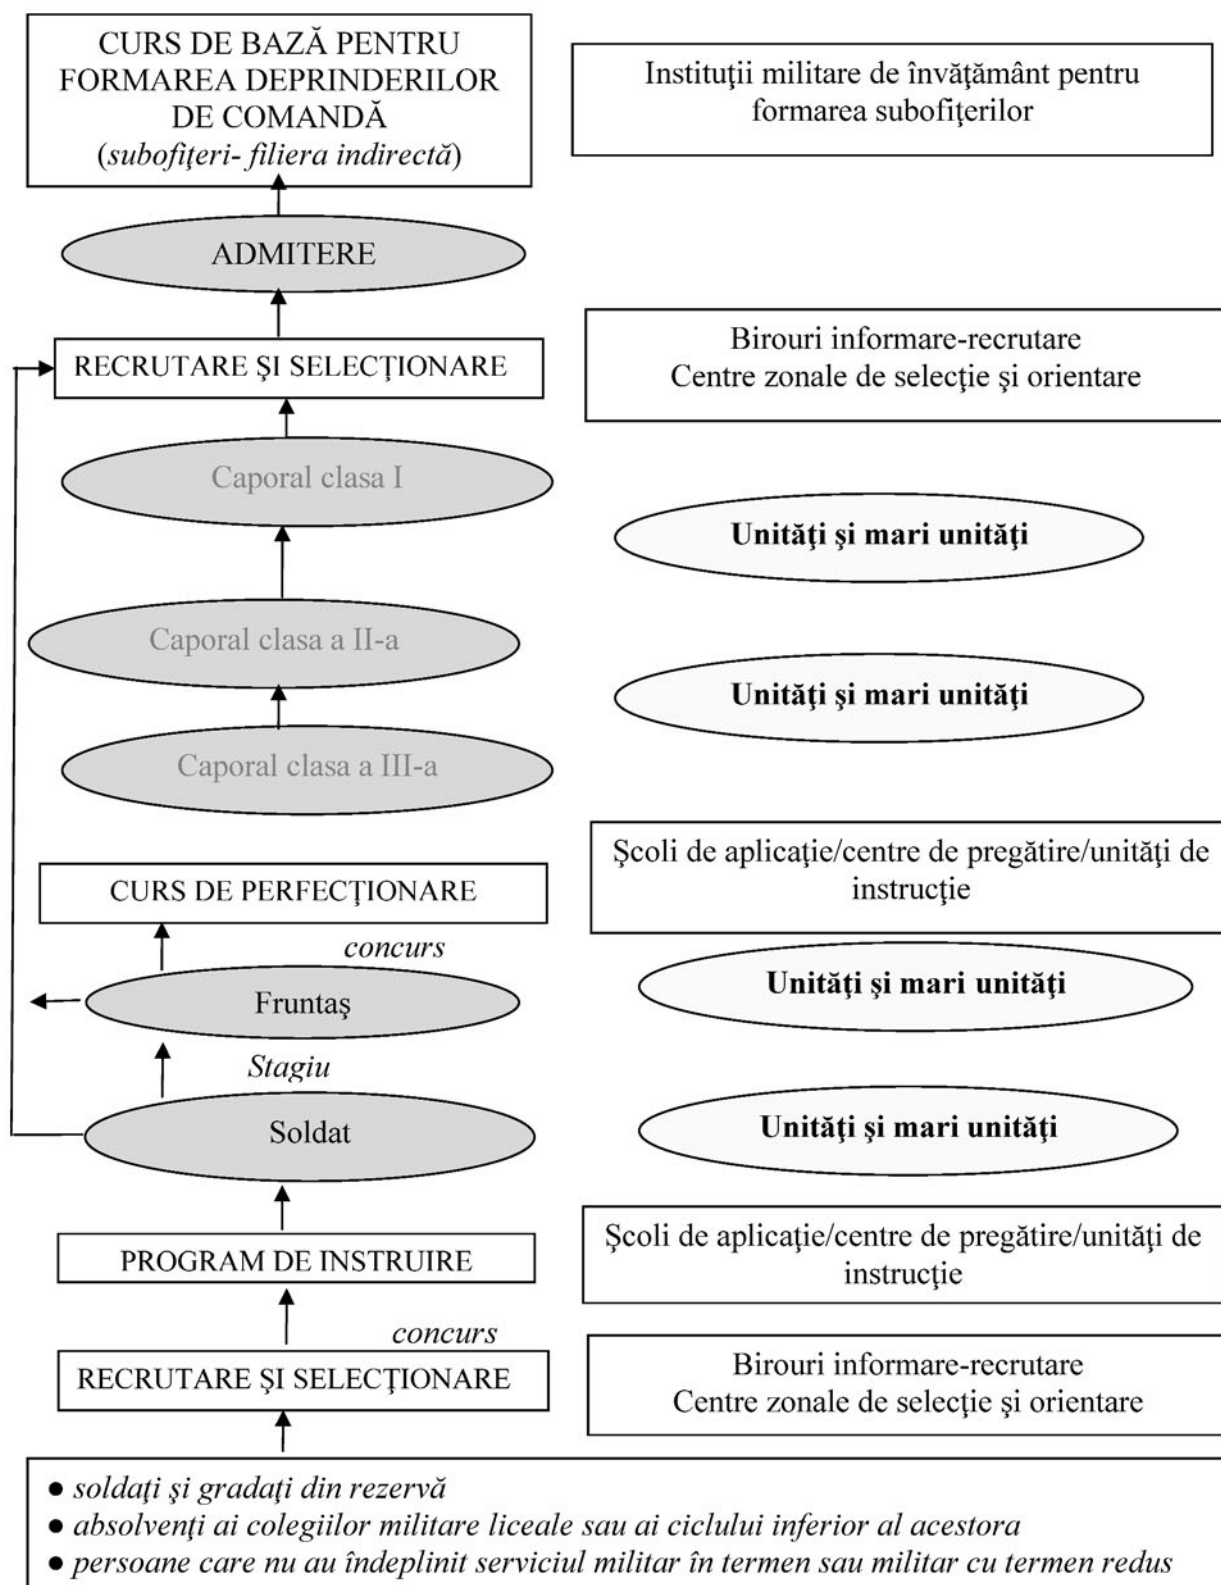 CURS DE BAZĂ PENTRU
FORMAREA DEPRINDERILOR
DE COMANDĂ
(subofiţeri- filiera indirectă)
Instituţii militare de învăţământ pentru
formarea subofiţerilor
ADMITERE
RECRUTARE ŞI SELECŢIONARE
Birouri informare-recrutare
Centre zonale de selecţie şi orientare
Caporal clasa I
Unităţi şi mari unităţi
Caporal clasa a II-a
Unităţi şi mari unităţi
Caporal clasa a III-a
Şcoli de aplicaţie/centre de pregătire/unităţi de
instrucţie
CURS DE PERFECŢIONARE
concurs
Fruntaş
Unităţi şi mari unităţi
Stagiu
Soldat
Unităţi şi mari unităţi
PROGRAM DE INSTRUIRE
Şcoli de aplicaţie/centre de pregătire/unităţi de
instrucţie
concurs
RECRUTARE ŞI SELECŢIONARE
Birouri informare-recrutare
Centre zonale de selecţie şi orientare
● soldaţi şi gradaţi din rezervă
● absolvenţi ai colegiilor militare liceale sau ai ciclului inferior al acestora
● persoane care nu au îndeplinit serviciul militar în termen sau militar cu termen redus